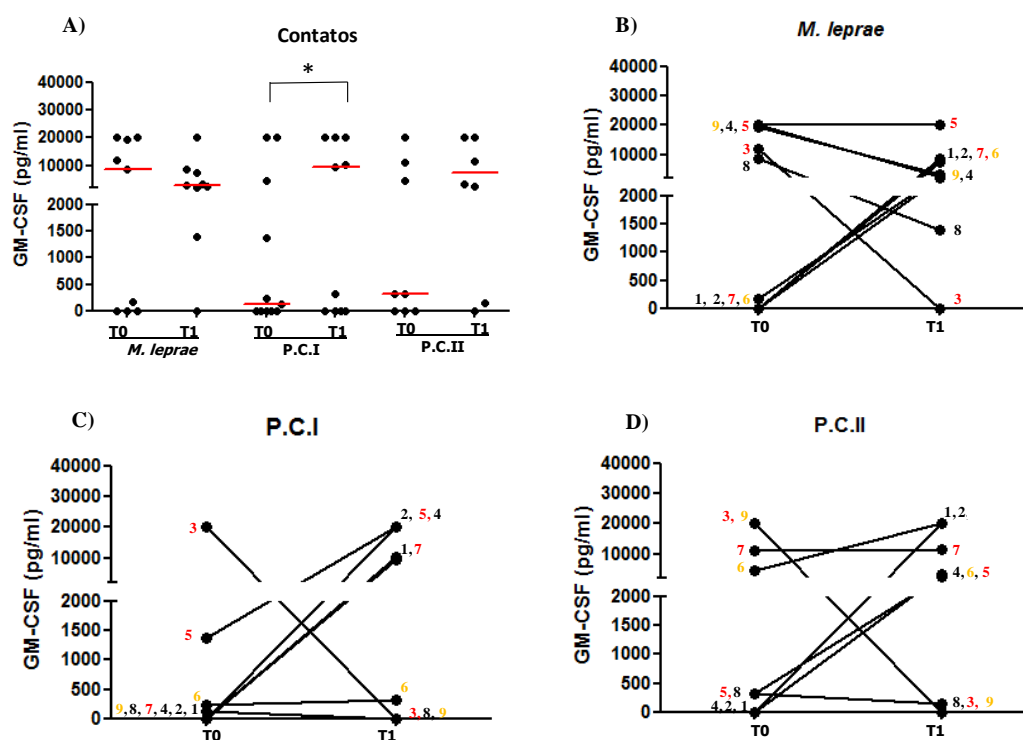 A)
Contatos
*
GM-CSF (pg/ml)
40000
30000
20000
10000
2000
1500
1000
500
0
T0 T1 T0 T1 T0 T1
M. leprae P.C.I P.C.II
B)
M. leprae
GM-CSF (pg/ml)
40000
30000
20000
10000
2000
1500
1000
500
0
9, 4, 5
3
8
1, 2, 7, 6
5
1, 2, 7, 6
9, 4
8
3
T0 T1
C)
P.C.I
GM-CSF (pg/ml)
40000
30000
20000
10000
2000
1500
1000
500
0
3
5
6
9, 8, 7, 4, 2, 1
2, 5, 4
1, 7
6
3, 8, 9
T0 T1
D)
P.C.II
GM-CSF (pg/ml)
40000
30000
20000
10000
2000
1500
1000
500
0
3, 9
7
6
5, 8
4, 2, 1
1, 2
7
4, 6, 5
8, 3, 9
T0 T1